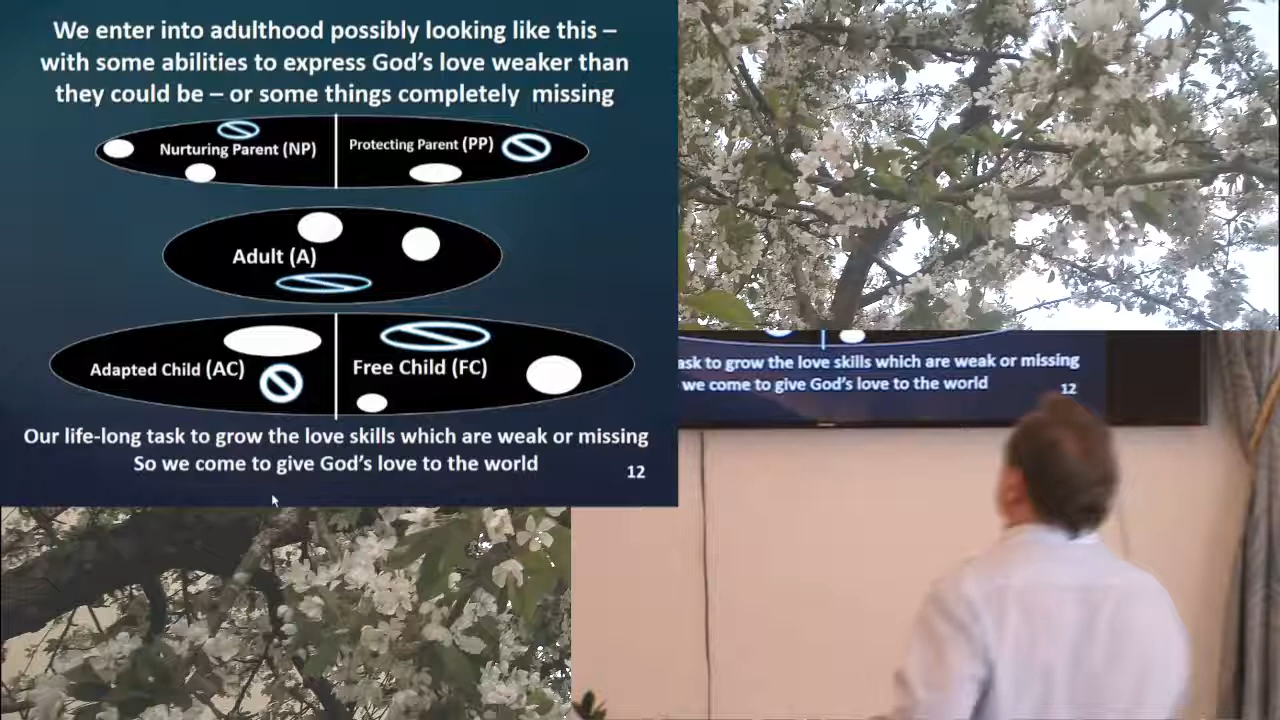 We enter into adulthood possibly looking like this –
with some abilities to express God's love weaker than
they could be – or some things completely missing
Nurturing Parent (NP)
Protecting Parent (PP)
Adult (A)
Adapted Child (AC)
Free Child (FC)
Our life-long task to grow the love skills which are weak or missing
So we come to give God's love to the world
12
ask to grow the love skills which are weak or missing
we come to give God's love to the world
12